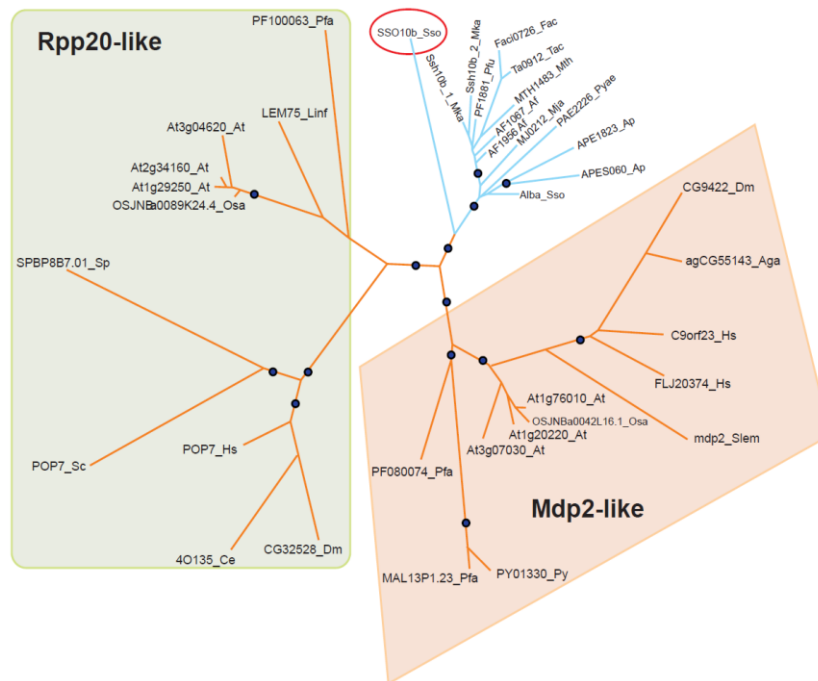 Rpp20-like
PF100063_Pfa
LEM75_Linf
At3g04620_At
At2g34160_At
At1g29250_At
OSJNBa0089K24.4_Osa
SPBP8B7.01_Sp
POP7_Sc
POP7_Hs
4O135_Ce
CG32528_Dm
SSO10b_Sso
Ssh10b_1_Mka
Ssh10b_2_Mka
PF1881_Pfu
Faci0726_Fac
Ta0912_Tac
MTH1483_Mth
AF1067_Af
AF1956_Af
MJ0212_Mja
PAE2226_Pyae
APE1823_Ap
APES060_Ap
Alba_Sso
CG9422_Dm
agCG55143_Aga
C9orf23_Hs
FLJ20374_Hs
mdp2_Slem
At1g76010_At
OSJNBa0042L16.1_Osa
At1g20220_At
At3g07030_At
PF080074_Pfa
Mdp2-like
MAL13P1.23_Pfa
PY01330_Py